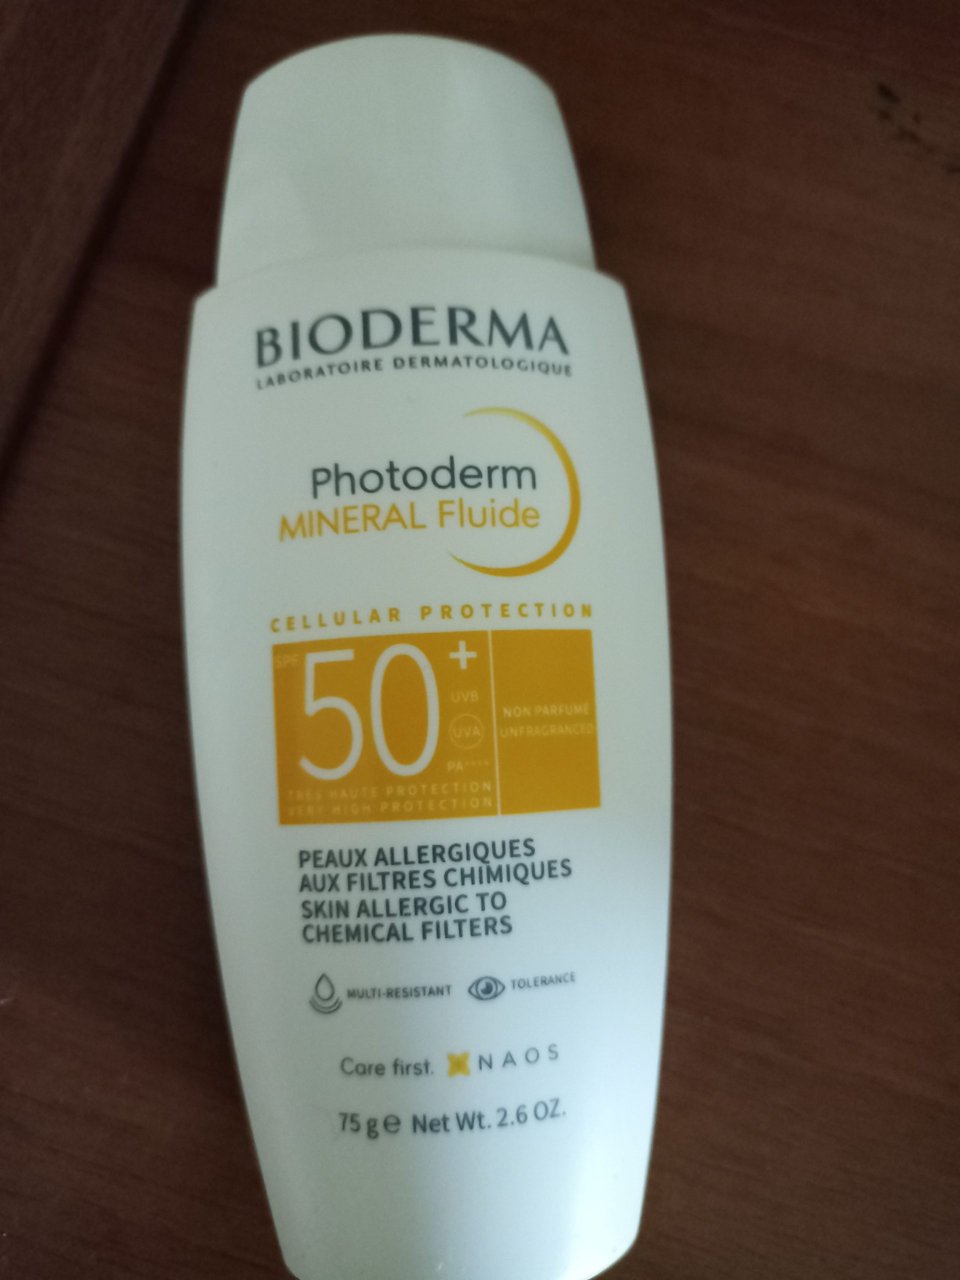 BIODERMA
LABORATOIRE DERMATOLOGIQUE
Photoderm
MINERAL Fluide
CELLULAR PROTECTION
SPF 50+
UVB
UVA
PA++++
NON PARFUMÉ
UNFRAGRANCED
TRÈS HAUTE PROTECTION
VERY HIGH PROTECTION
PEAUX ALLERGIQUES
AUX FILTRES CHIMIQUES
SKIN ALLERGIC TO
CHEMICAL FILTERS
MULTI-RESISTANT TOLERANCE
Care first. NAOS
75 g e Net Wt. 2.6 OZ.